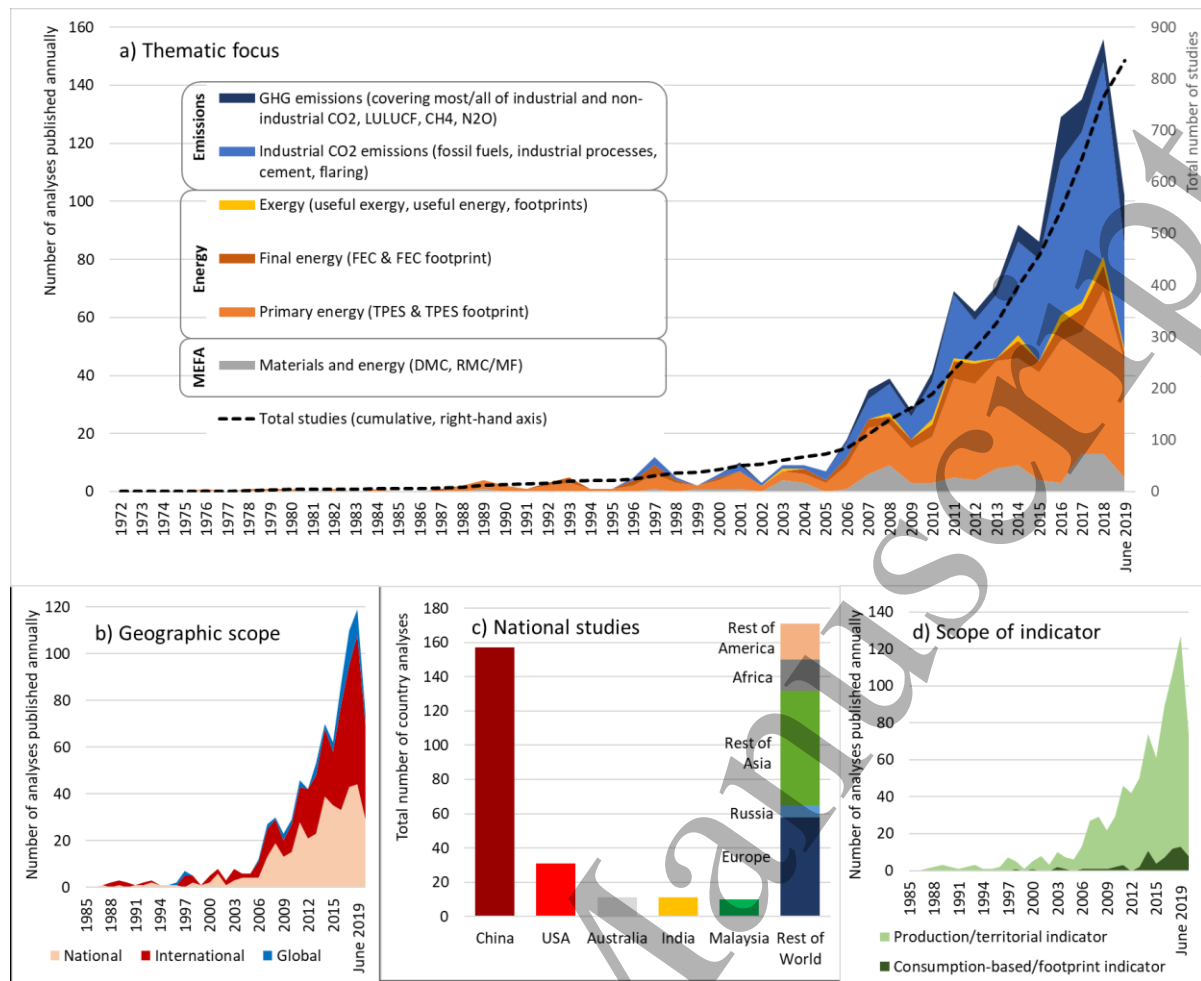 a) Thematic focus
Number of analyses published annually
160
140
120
100
80
60
40
20
0
Emissions
GHG emissions (covering most/all of industrial and non-
industrial CO2, LULUCF, CH4, N2O)
Industrial CO2 emissions (fossil fuels, industrial processes,
cement, flaring)
Energy
Exergy (useful exergy, useful energy, footprints)
Final energy (FEC & FEC footprint)
Primary energy (TPES & TPES footprint)
MEFA
Materials and energy (DMC, RMC/MF)
Total studies (cumulative, right-hand axis)
900
800
700
600
500
400
300
200
100
0
Total number of studies
1972
1973
1974
1975
1976
1977
1978
1979
1980
1981
1982
1983
1984
1985
1986
1987
1988
1989
1990
1991
1992
1993
1994
1995
1996
1997
1998
1999
2000
2001
2002
2003
2004
2005
2006
2007
2008
2009
2010
2011
2012
2013
2014
2015
2016
2017
2018
June 2019
b) Geographic scope
Number of analyses published annually
120
100
80
60
40
20
0
1985
1988
1991
1994
1997
2000
2003
2006
2009
2012
2015
June 2019
National
International
Global
c) National studies
Total number of country analyses
180
160
140
120
100
80
60
40
20
0
Rest of
America
Africa
Rest of
Asia
Russia
Europe
China
USA
Australia
India
Malaysia
Rest of
World
d) Scope of indicator
Number of analyses published annually
140
120
100
80
60
40
20
0
1985
1988
1991
1994
1997
2000
2003
2006
2009
2012
2015
June 2019
Production/territorial indicator
Consumption-based/footprint indicator
Manuscript